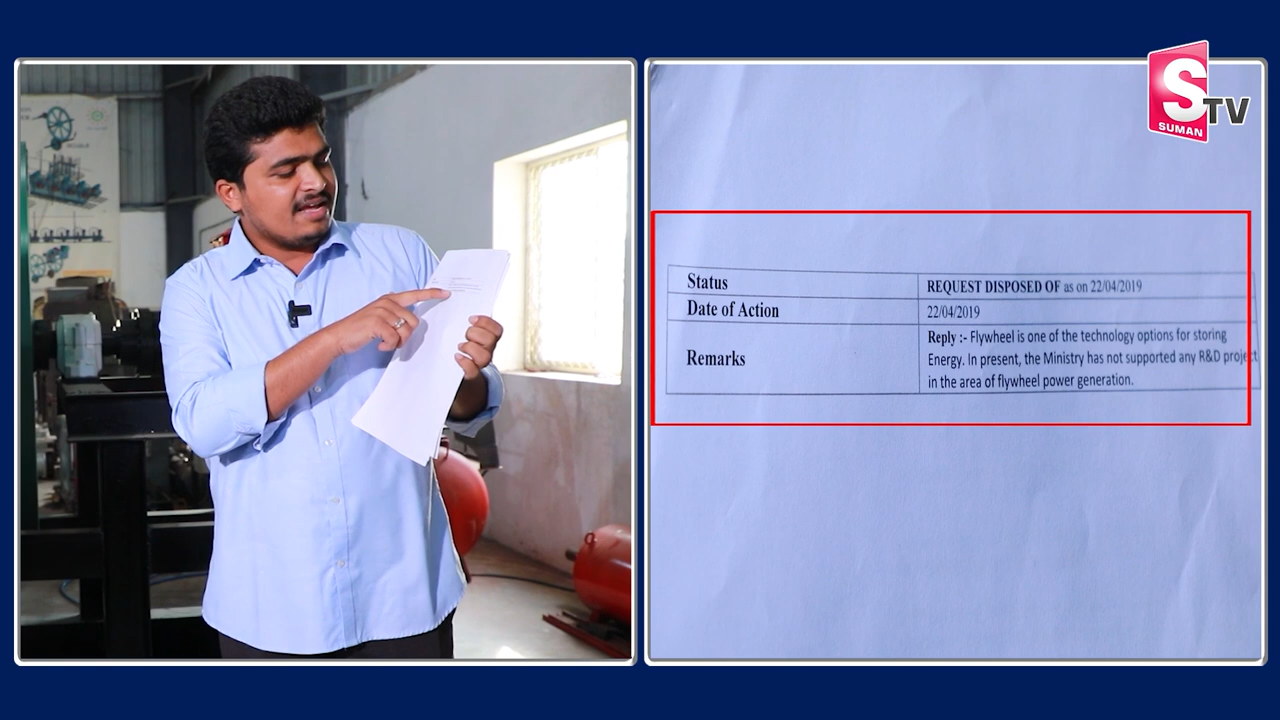 S
TV
SUMAN
Status
REQUEST DISPOSED OF as on 22/04/2019
Date of Action
22/04/2019
Remarks
Reply :- Flywheel is one of the technology options for storing
Energy. In present, the Ministry has not supported any R&D project
in the area of flywheel power generation.